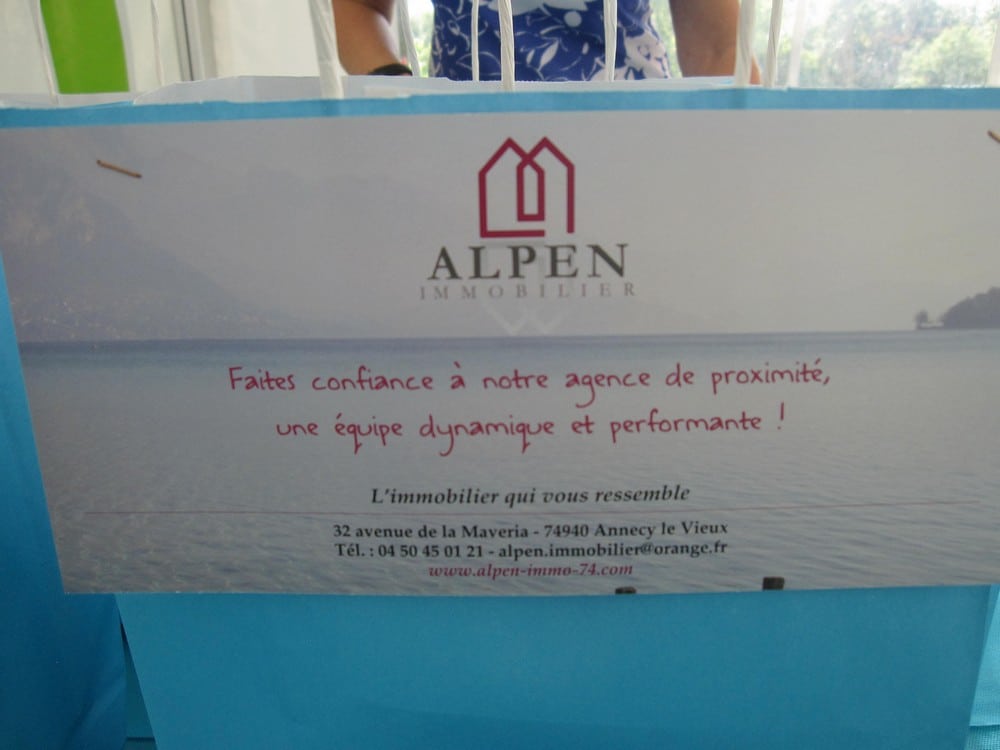 ALPEN
IMMOBILIER
Faites confiance à notre agence de proximité,
une équipe dynamique et performante !
L'immobilier qui vous ressemble
32 avenue de la Maveria - 74940 Annecy le Vieux
Tél. : 04 50 45 01 21 - alpen.immobilier@orange.fr
www.alpen-immo-74.com